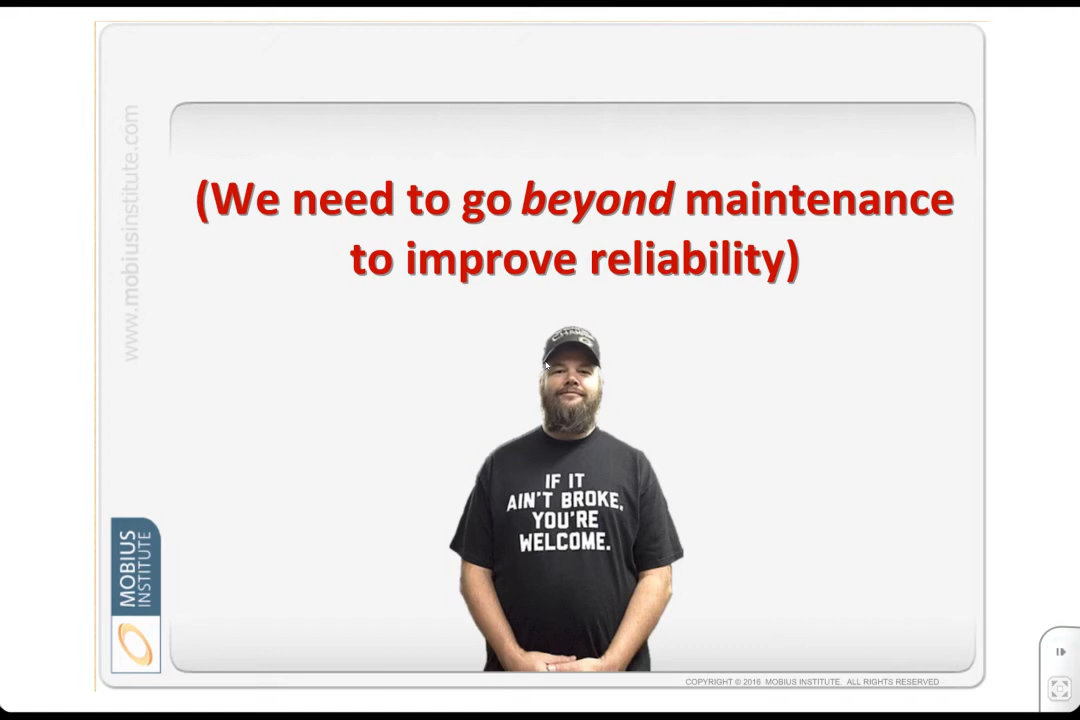 (We need to go beyond maintenance
to improve reliability)
www.mobiusinstitute.com
IF IT
AIN'T BROKE,
YOU'RE
WELCOME.
MOBIUS
INSTITUTE
COPYRIGHT © 2016 MOBIUS INSTITUTE. ALL RIGHTS RESERVED